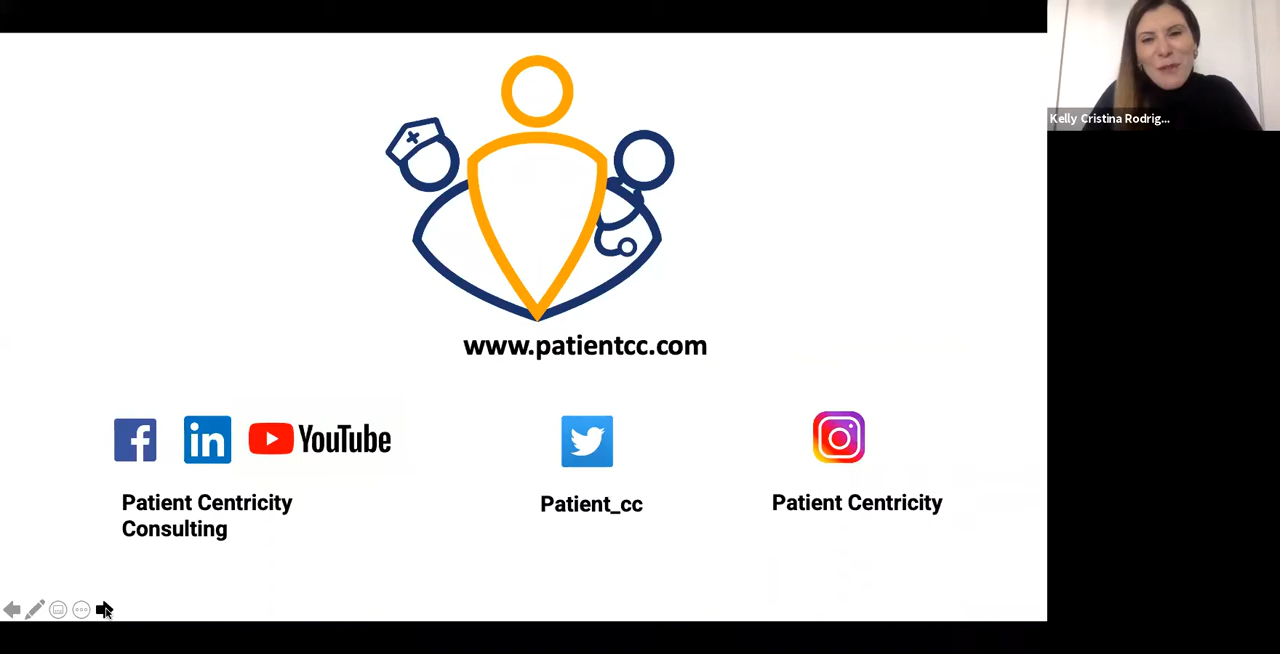 Kelly Cristina Rodrig...
www.patientcc.com
YouTube
Patient Centricity
Consulting
Patient_cc
Patient Centricity